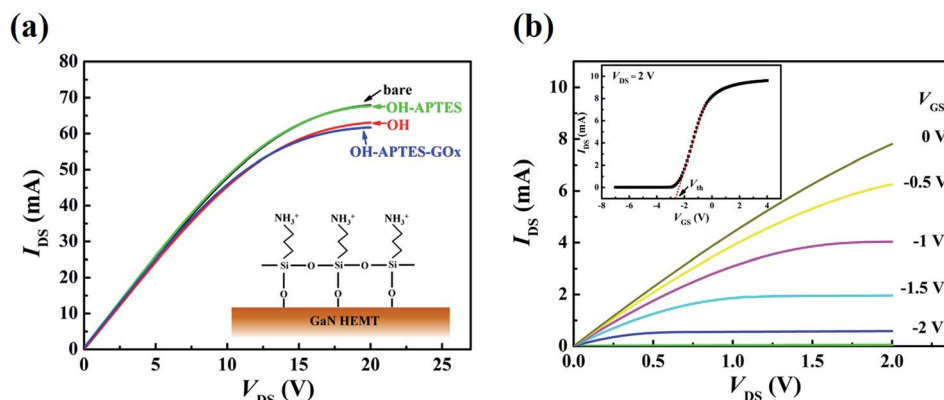 (a)
80
70
60
50
40
30
20
10
0
I_DS (mA)
0
5
10
15
20
V_DS (V)
bare
OH-APTES
OH
OH-APTES-GOx
NH3+ NH3+ NH3+
Si O Si O Si
O O O
GaN HEMT
(b)
10
8
6
4
2
0
I_DS (mA)
0.0
0.5
1.0
1.5
2.0
V_DS (V)
V_GS
0 V
-0.5 V
-1 V
-1.5 V
-2 V
V_DS = 2 V
10
8
6
4
2
0
I_DS (mA)
-8
-6
-4
-2
0
2
4
V_GS (V)
V_th